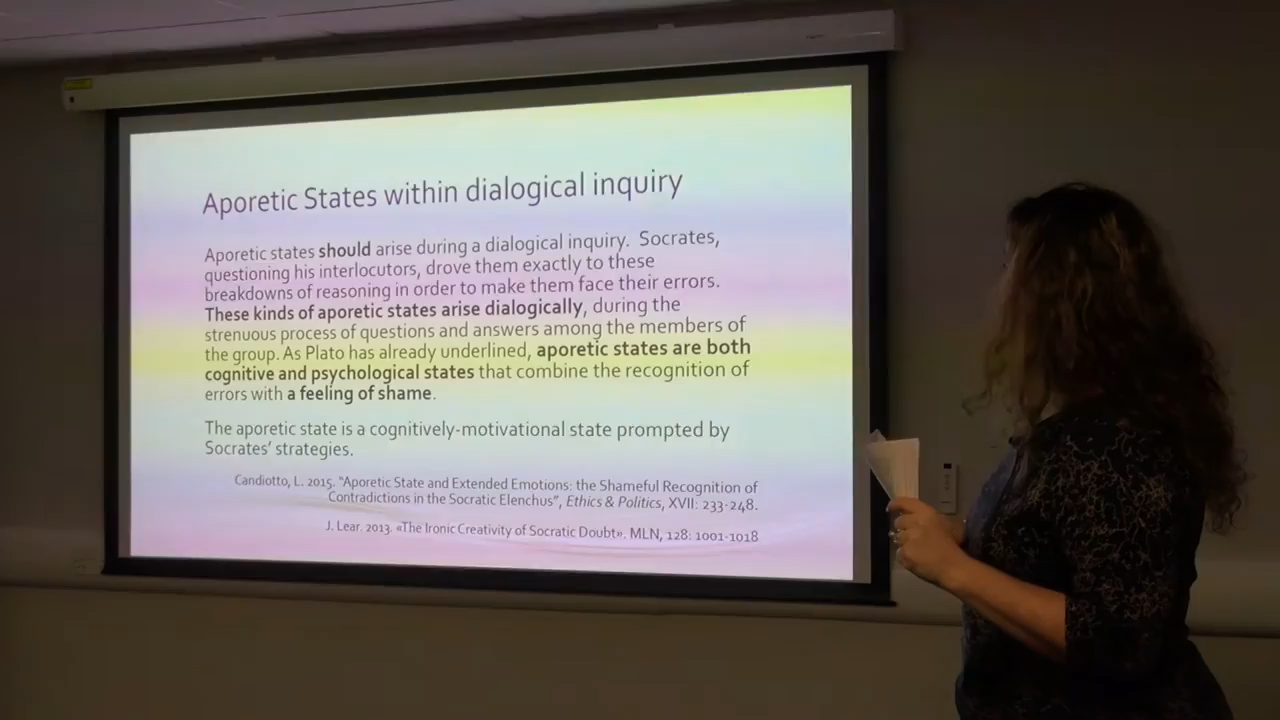 Aporetic States within dialogical inquiry
Aporetic states should arise during a dialogical inquiry. Socrates,
questioning his interlocutors, drove them exactly to these
breakdowns of reasoning in order to make them face their errors.
These kinds of aporetic states arise dialogically, during the
strenuous process of questions and answers among the members of
the group. As Plato has already underlined, aporetic states are both
cognitive and psychological states that combine the recognition of
errors with a feeling of shame.
The aporetic state is a cognitively-motivational state prompted by
Socrates' strategies.
Candiotto, L. 2015. "Aporetic State and Extended Emotions: the Shameful Recognition of
Contradictions in the Socratic Elenchus", Ethics & Politics, XVII: 233-248.
J. Lear. 2013. «The Ironic Creativity of Socratic Doubt». MLN, 128: 1001-1018